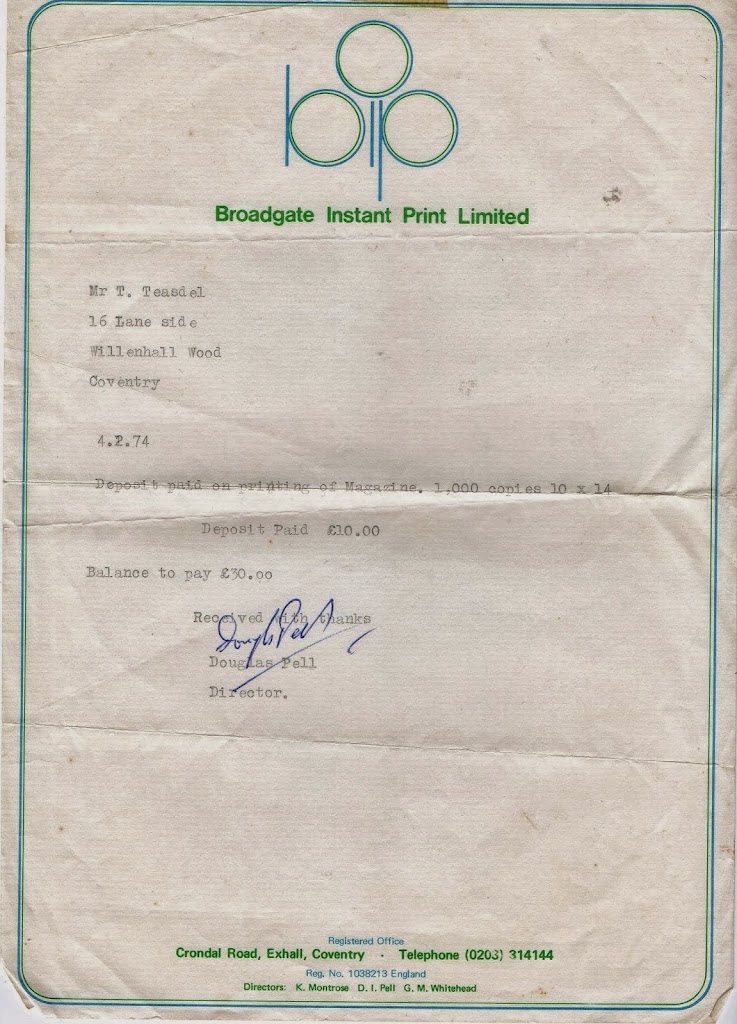 bip
Broadgate Instant Print Limited
Mr T. Teasdel
16 Lane side
Willenhall Wood
Coventry
4.2.74
Deposit paid on printing of Magazine. 1,000 copies 10 x 14
Deposit Paid £10.00
Balance to pay £30.00
Received with thanks
Douglas Pell
Douglas Pell
Director.
Registered Office
Crondal Road, Exhall, Coventry · Telephone (0203) 314144
Reg. No. 1038213 England
Directors: K. Montrose D. I. Pell G. M. Whitehead